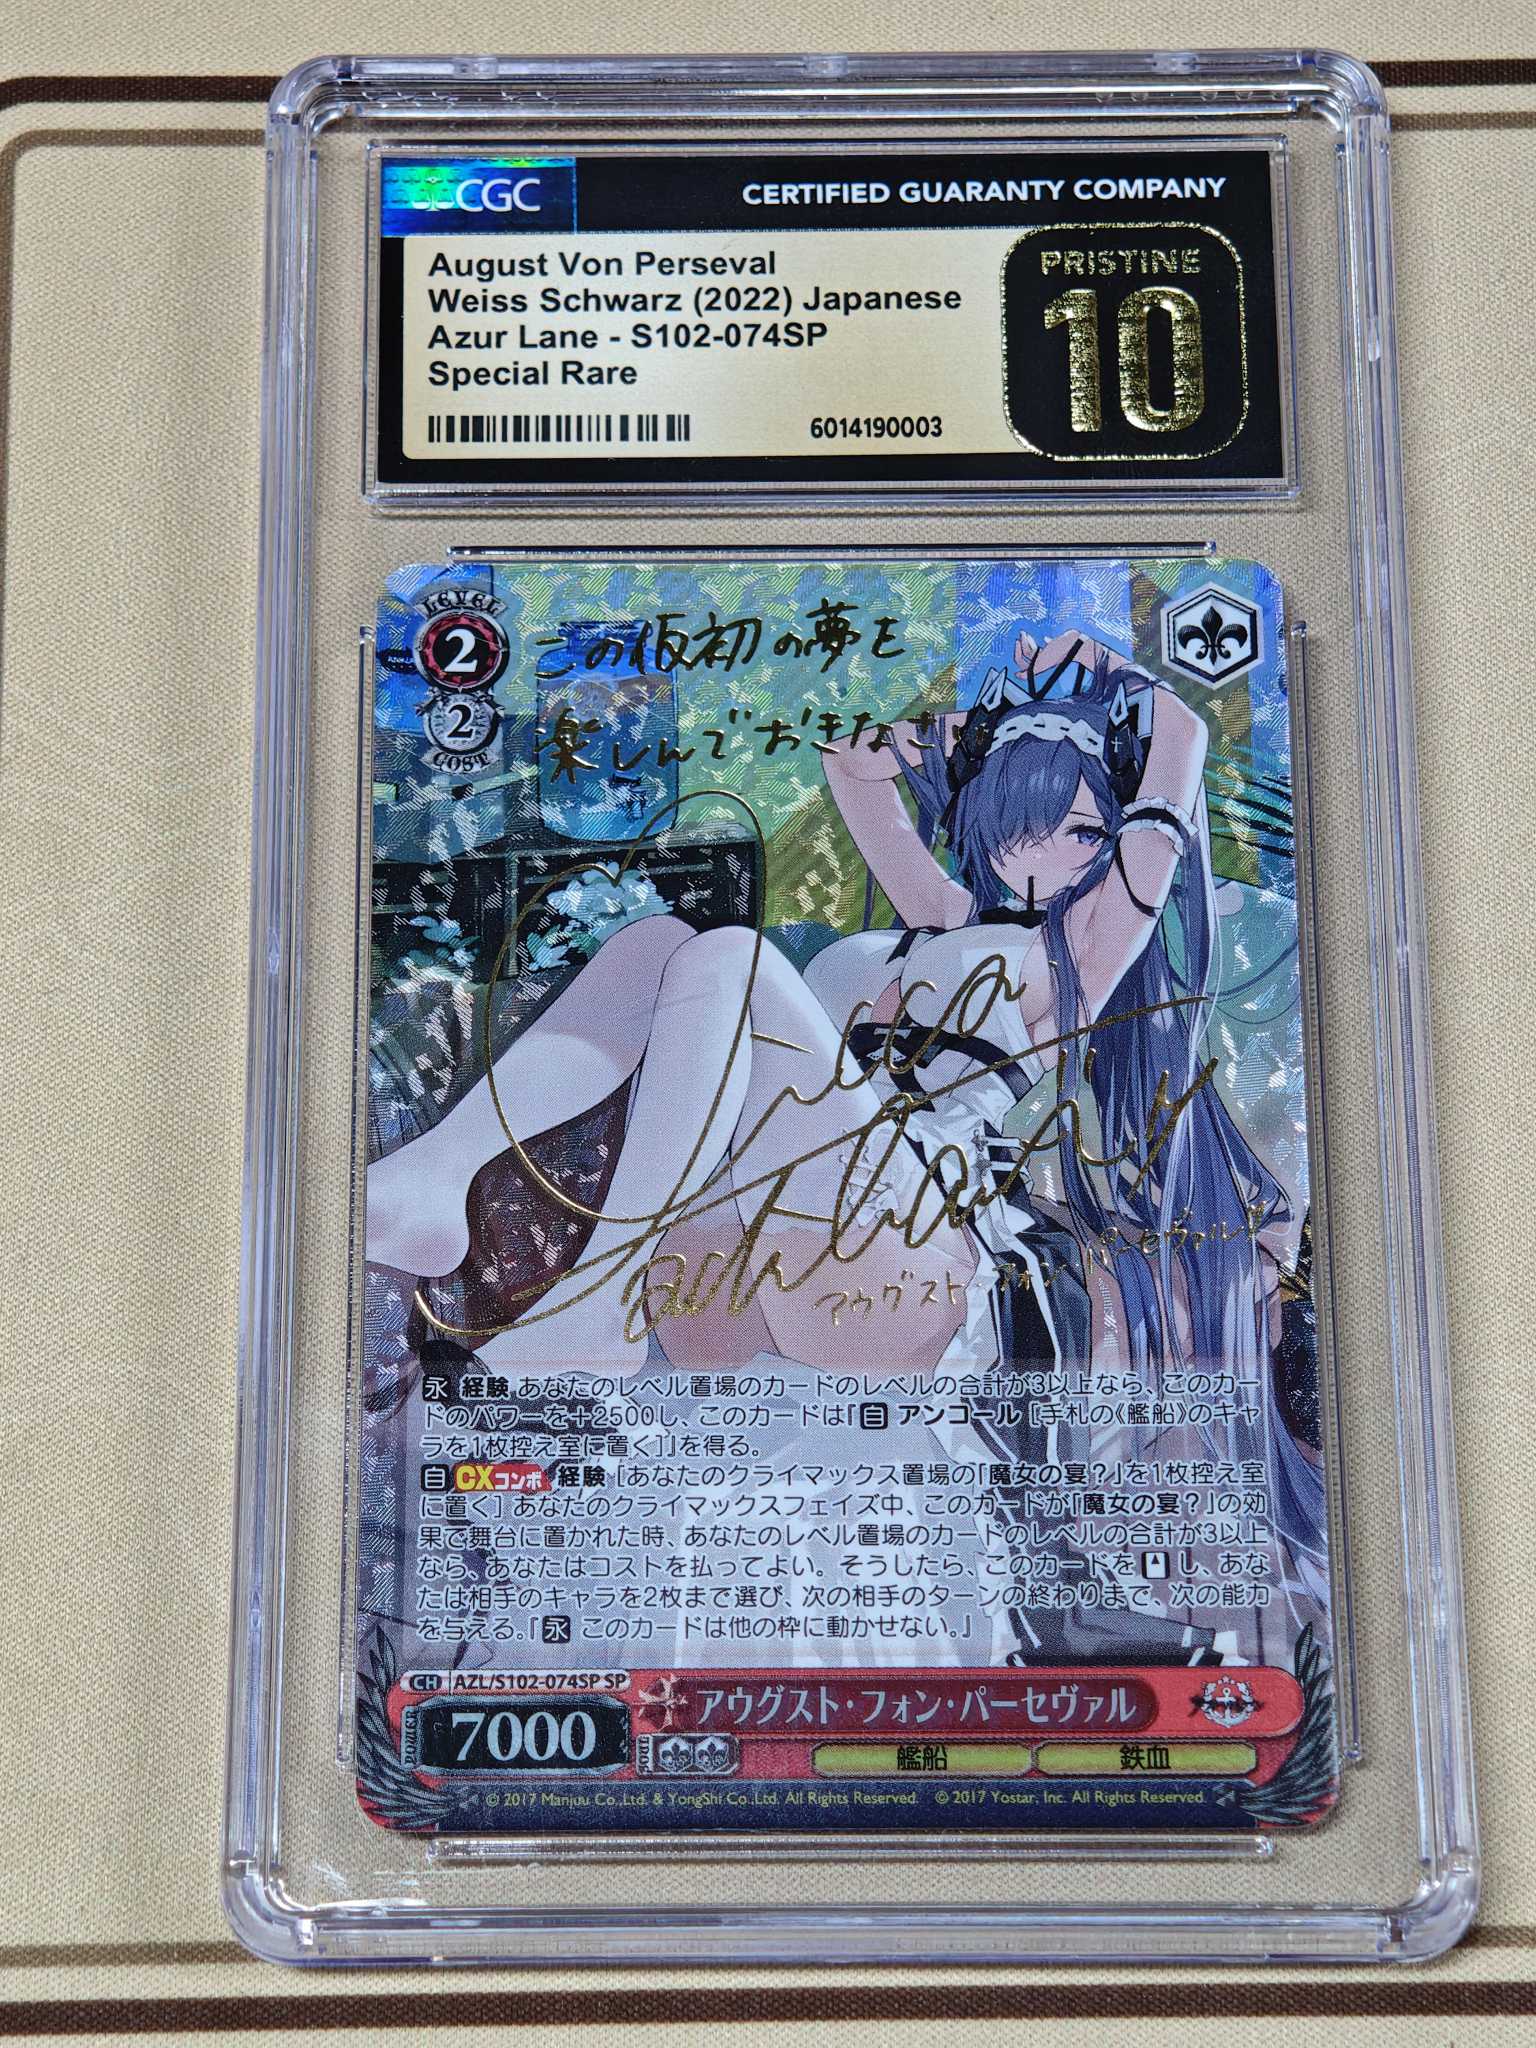 CGC
CERTIFIED GUARANTY COMPANY
August Von Perseval
Weiss Schwarz (2022) Japanese
Azur Lane - S102-074SP
Special Rare
6014190003
PRISTINE
10
LEVEL
2
2
COST
この仮初の夢を
楽しんでおきなさい
アウグスト・フォン・パーセヴァル
永 経験 あなたのレベル置場のカードのレベルの合計が3以上なら、このカー
ドのパワーを+2500し、このカードは『自 アンコール [手札の《艦船》のキャ
ラを1枚控え室に置く]』を得る。
自 CXコンボ 経験 [あなたのクライマックス置場の「魔女の宴？」を1枚控え室
に置く] あなたのクライマックスフェイズ中、このカードが「魔女の宴？」の効
果で舞台に置かれた時、あなたのレベル置場のカードのレベルの合計が3以上
なら、あなたはコストを払ってよい。そうしたら、このカードを し、あな
たは相手のキャラを2枚まで選び、次の相手のターンの終わりまで、次の能力
を与える。『永 このカードは他の枠に動かせない。』
CH AZL/S102-074SP SP
アウグスト・フォン・パーセヴァル
POWER
7000
艦船
鉄血
© 2017 Manjuu Co.,Ltd. & YongShi Co.,Ltd. All Rights Reserved. © 2017 Yostar, Inc. All Rights Reserved.